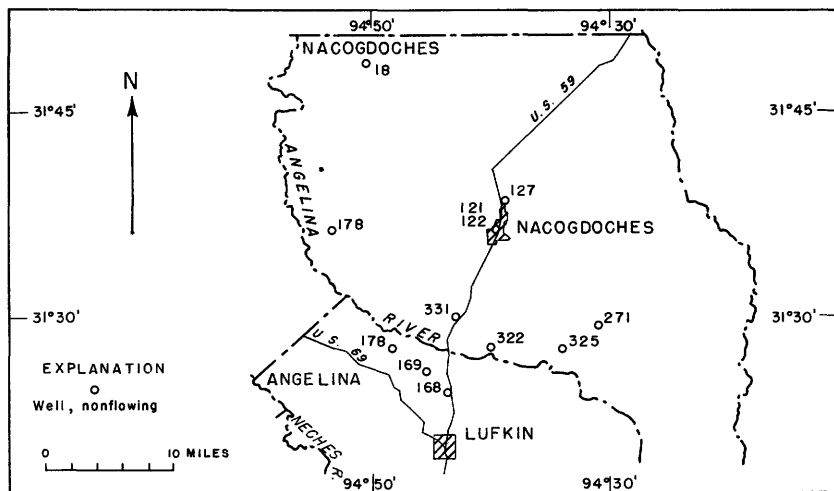 94°50' 94°30'
NACOGDOCHES
18
N
31°45' 31°45'
U.S. 59
ANGELINA
127
121
122
178
NACOGDOCHES
31°30' 31°30'
331
RIVER
271
U.S. 69
178
322
325
169
EXPLANATION
168
ANGELINA
Well, nonflowing
NECHES R.
LUFKIN
0 10 MILES
94°50' 94°30'